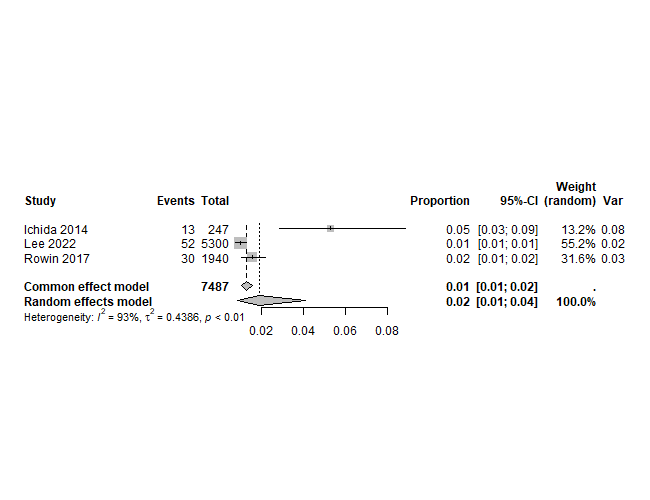 Weight
Study Events Total Proportion 95%-CI (random) Var
Ichida 2014 13 247 0.05 [0.03; 0.09] 13.2% 0.08
Lee 2022 52 5300 0.01 [0.01; 0.01] 55.2% 0.02
Rowin 2017 30 1940 0.02 [0.01; 0.02] 31.6% 0.03
Common effect model 7487 0.01 [0.01; 0.02] .
Random effects model 0.02 [0.01; 0.04] 100.0%
Heterogeneity: I² = 93%, τ² = 0.4386, p < 0.01
0.02 0.04 0.06 0.08